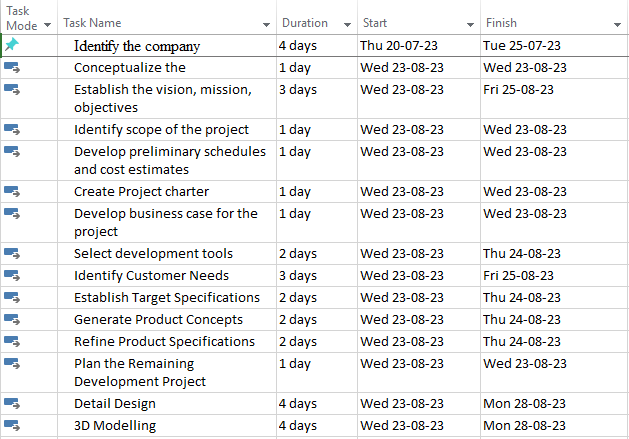 Task Mode Task Name Duration Start Finish
Identify the company 4 days Thu 20-07-23 Tue 25-07-23
Conceptualize the 1 day Wed 23-08-23 Wed 23-08-23
Establish the vision, mission, 3 days Wed 23-08-23 Fri 25-08-23
objectives
Identify scope of the project 1 day Wed 23-08-23 Wed 23-08-23
Develop preliminary schedules 1 day Wed 23-08-23 Wed 23-08-23
and cost estimates
Create Project charter 1 day Wed 23-08-23 Wed 23-08-23
Develop business case for the 1 day Wed 23-08-23 Wed 23-08-23
project
Select development tools 2 days Wed 23-08-23 Thu 24-08-23
Identify Customer Needs 3 days Wed 23-08-23 Fri 25-08-23
Establish Target Specifications 2 days Wed 23-08-23 Thu 24-08-23
Generate Product Concepts 2 days Wed 23-08-23 Thu 24-08-23
Refine Product Specifications 2 days Wed 23-08-23 Thu 24-08-23
Plan the Remaining 1 day Wed 23-08-23 Wed 23-08-23
Development Project
Detail Design 4 days Wed 23-08-23 Mon 28-08-23
3D Modelling 4 days Wed 23-08-23 Mon 28-08-23